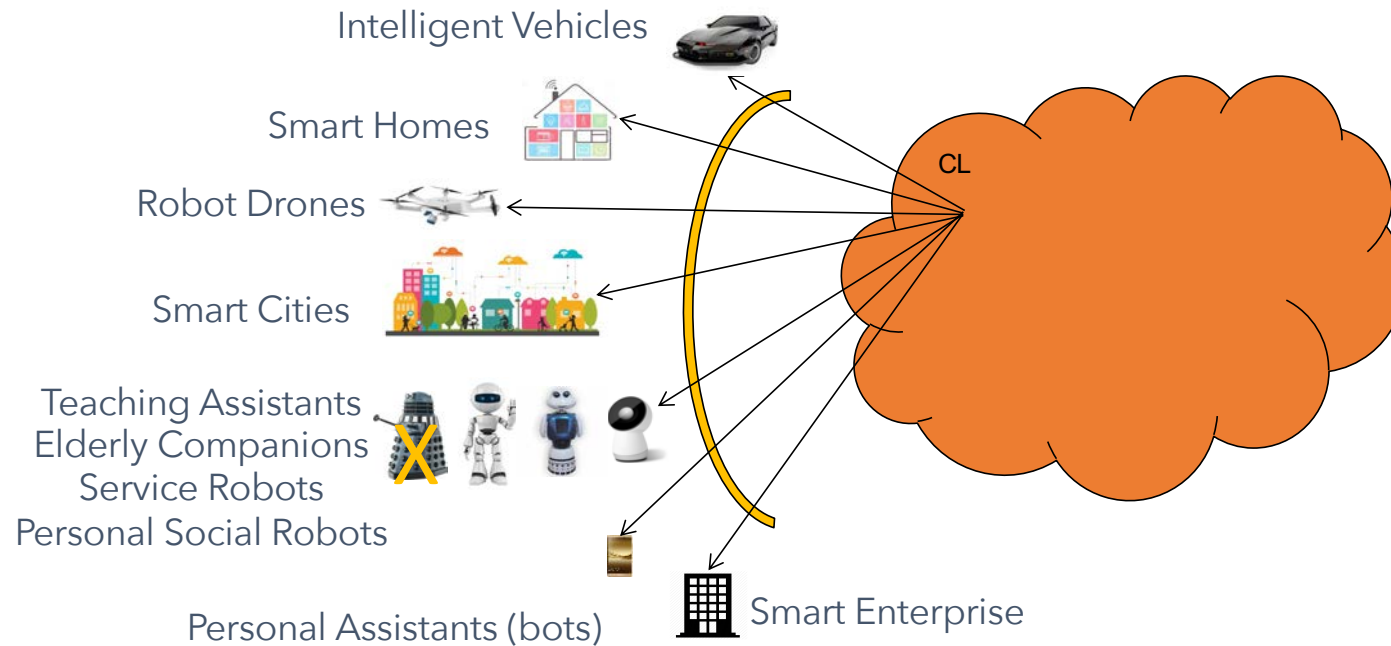 Intelligent Vehicles
Smart Homes
CL
Robot Drones
Smart Cities
Teaching Assistants
Elderly Companions
X
Service Robots
Personal Social Robots
Personal Assistants (bots)
Smart Enterprise